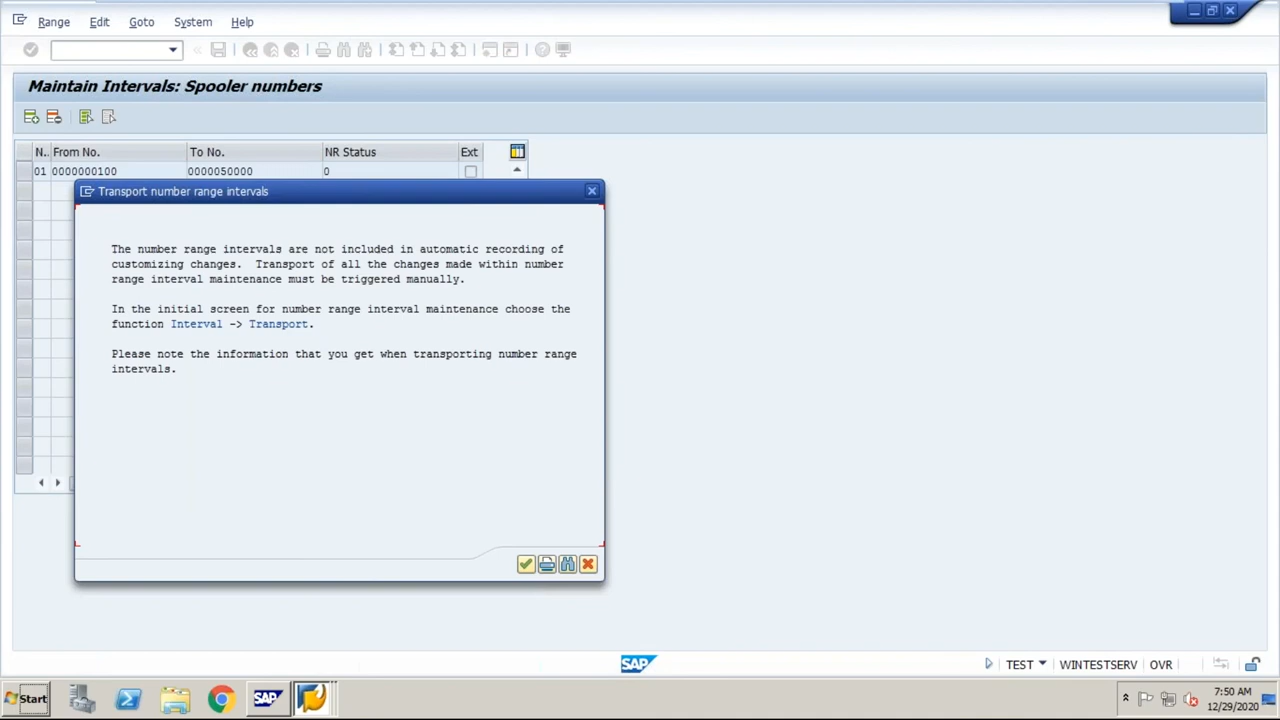 Range Edit Goto System Help
Maintain Intervals: Spooler numbers
N.. From No. To No. NR Status Ext
01 0000000100 0000050000 0
Transport number range intervals
The number range intervals are not included in automatic recording of
customizing changes. Transport of all the changes made within number
range interval maintenance must be triggered manually.
In the initial screen for number range interval maintenance choose the
function Interval -> Transport.
Please note the information that you get when transporting number range
intervals.
SAP TEST WINTESTSERV OVR
Start SAP 7:50 AM
12/29/2020